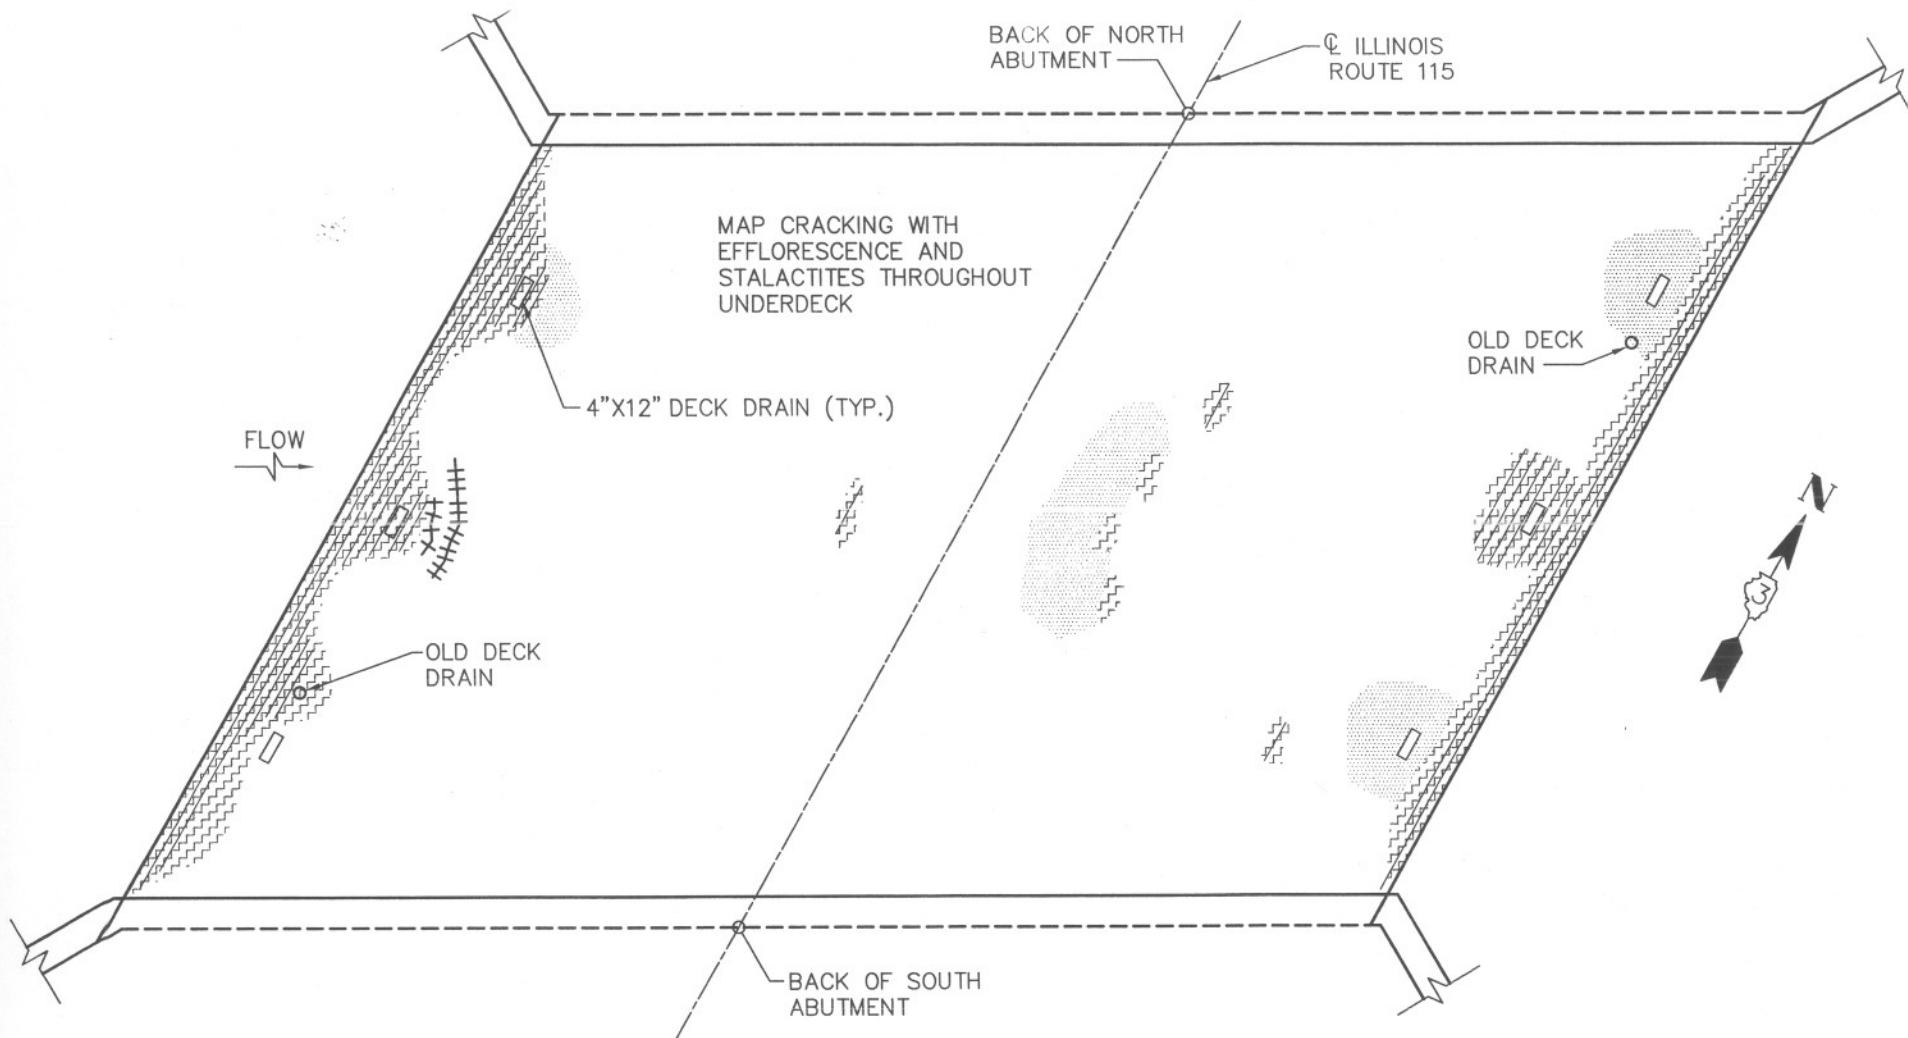 BACK OF NORTH
ABUTMENT
℄ ILLINOIS
ROUTE 115
MAP CRACKING WITH
EFFLORESCENCE AND
STALACTITES THROUGHOUT
UNDERDECK
OLD DECK
DRAIN
4"X12" DECK DRAIN (TYP.)
FLOW
N
3
OLD DECK
DRAIN
BACK OF SOUTH
ABUTMENT